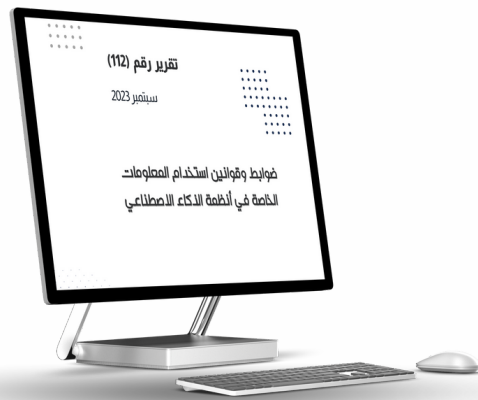 تقرير رقم (112)
سبتمبر 2023
ضوابط وقوانين استخدام المعلومات
الخاصة في أنظمة الذكاء الاصطناعي